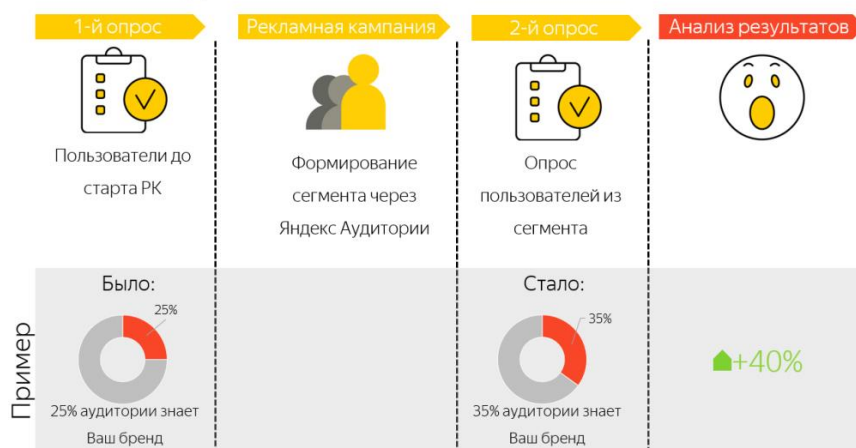 1-й опрос
Рекламная кампания
2-й опрос
Анализ результатов
Пользователи до
старта РК
Формирование
сегмента через
Яндекс Аудитории
Опрос
пользователей из
сегмента
Пример
Было:
25%
25% аудитории знает
Ваш бренд
Стало:
35%
35% аудитории знает
Ваш бренд
+40%